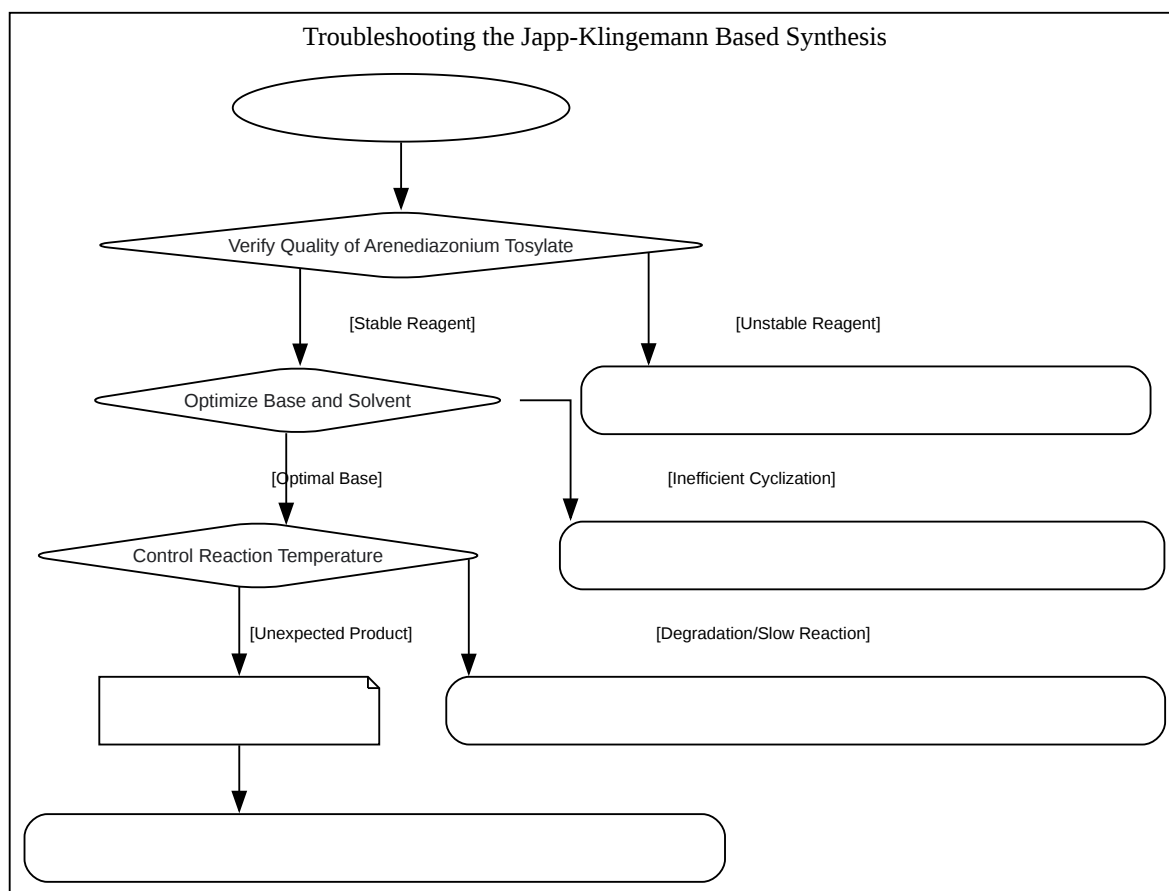 Troubleshooting the Japp-Klingemann Based Synthesis
Verify Quality of Arenediazonium Tosylate
[Stable Reagent]
[Unstable Reagent]
Optimize Base and Solvent
[Optimal Base]
[Inefficient Cyclization]
Control Reaction Temperature
[Unexpected Product]
[Degradation/Slow Reaction]